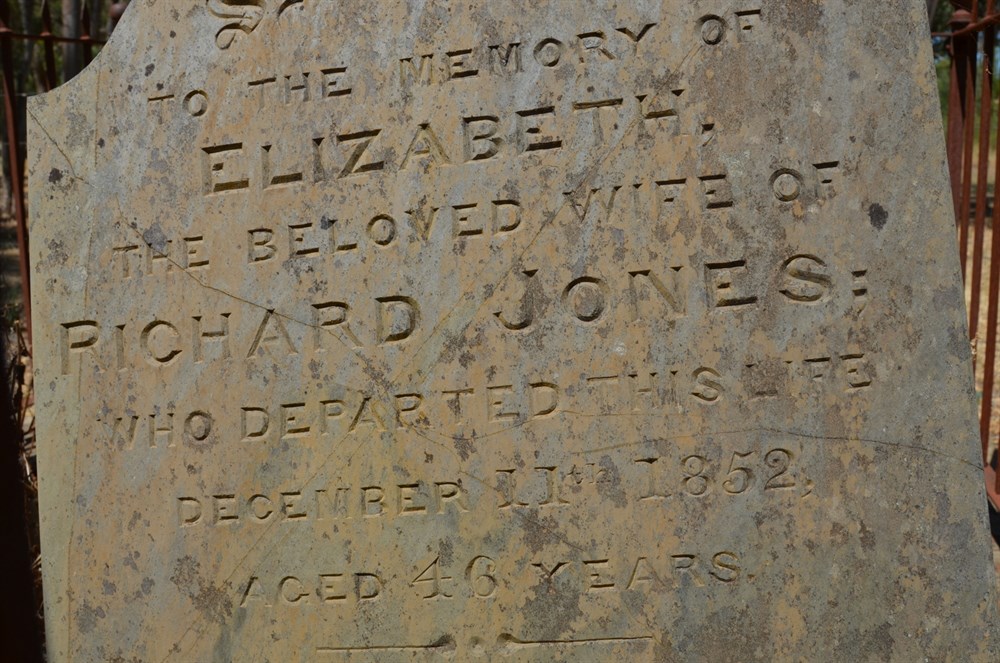 TO THE MEMORY OF
ELIZABETH,
THE BELOVED WIFE OF
RICHARD JONES;
WHO DEPARTED THIS LIFE
DECEMBER 11th 1852,
AGED 46 YEARS.